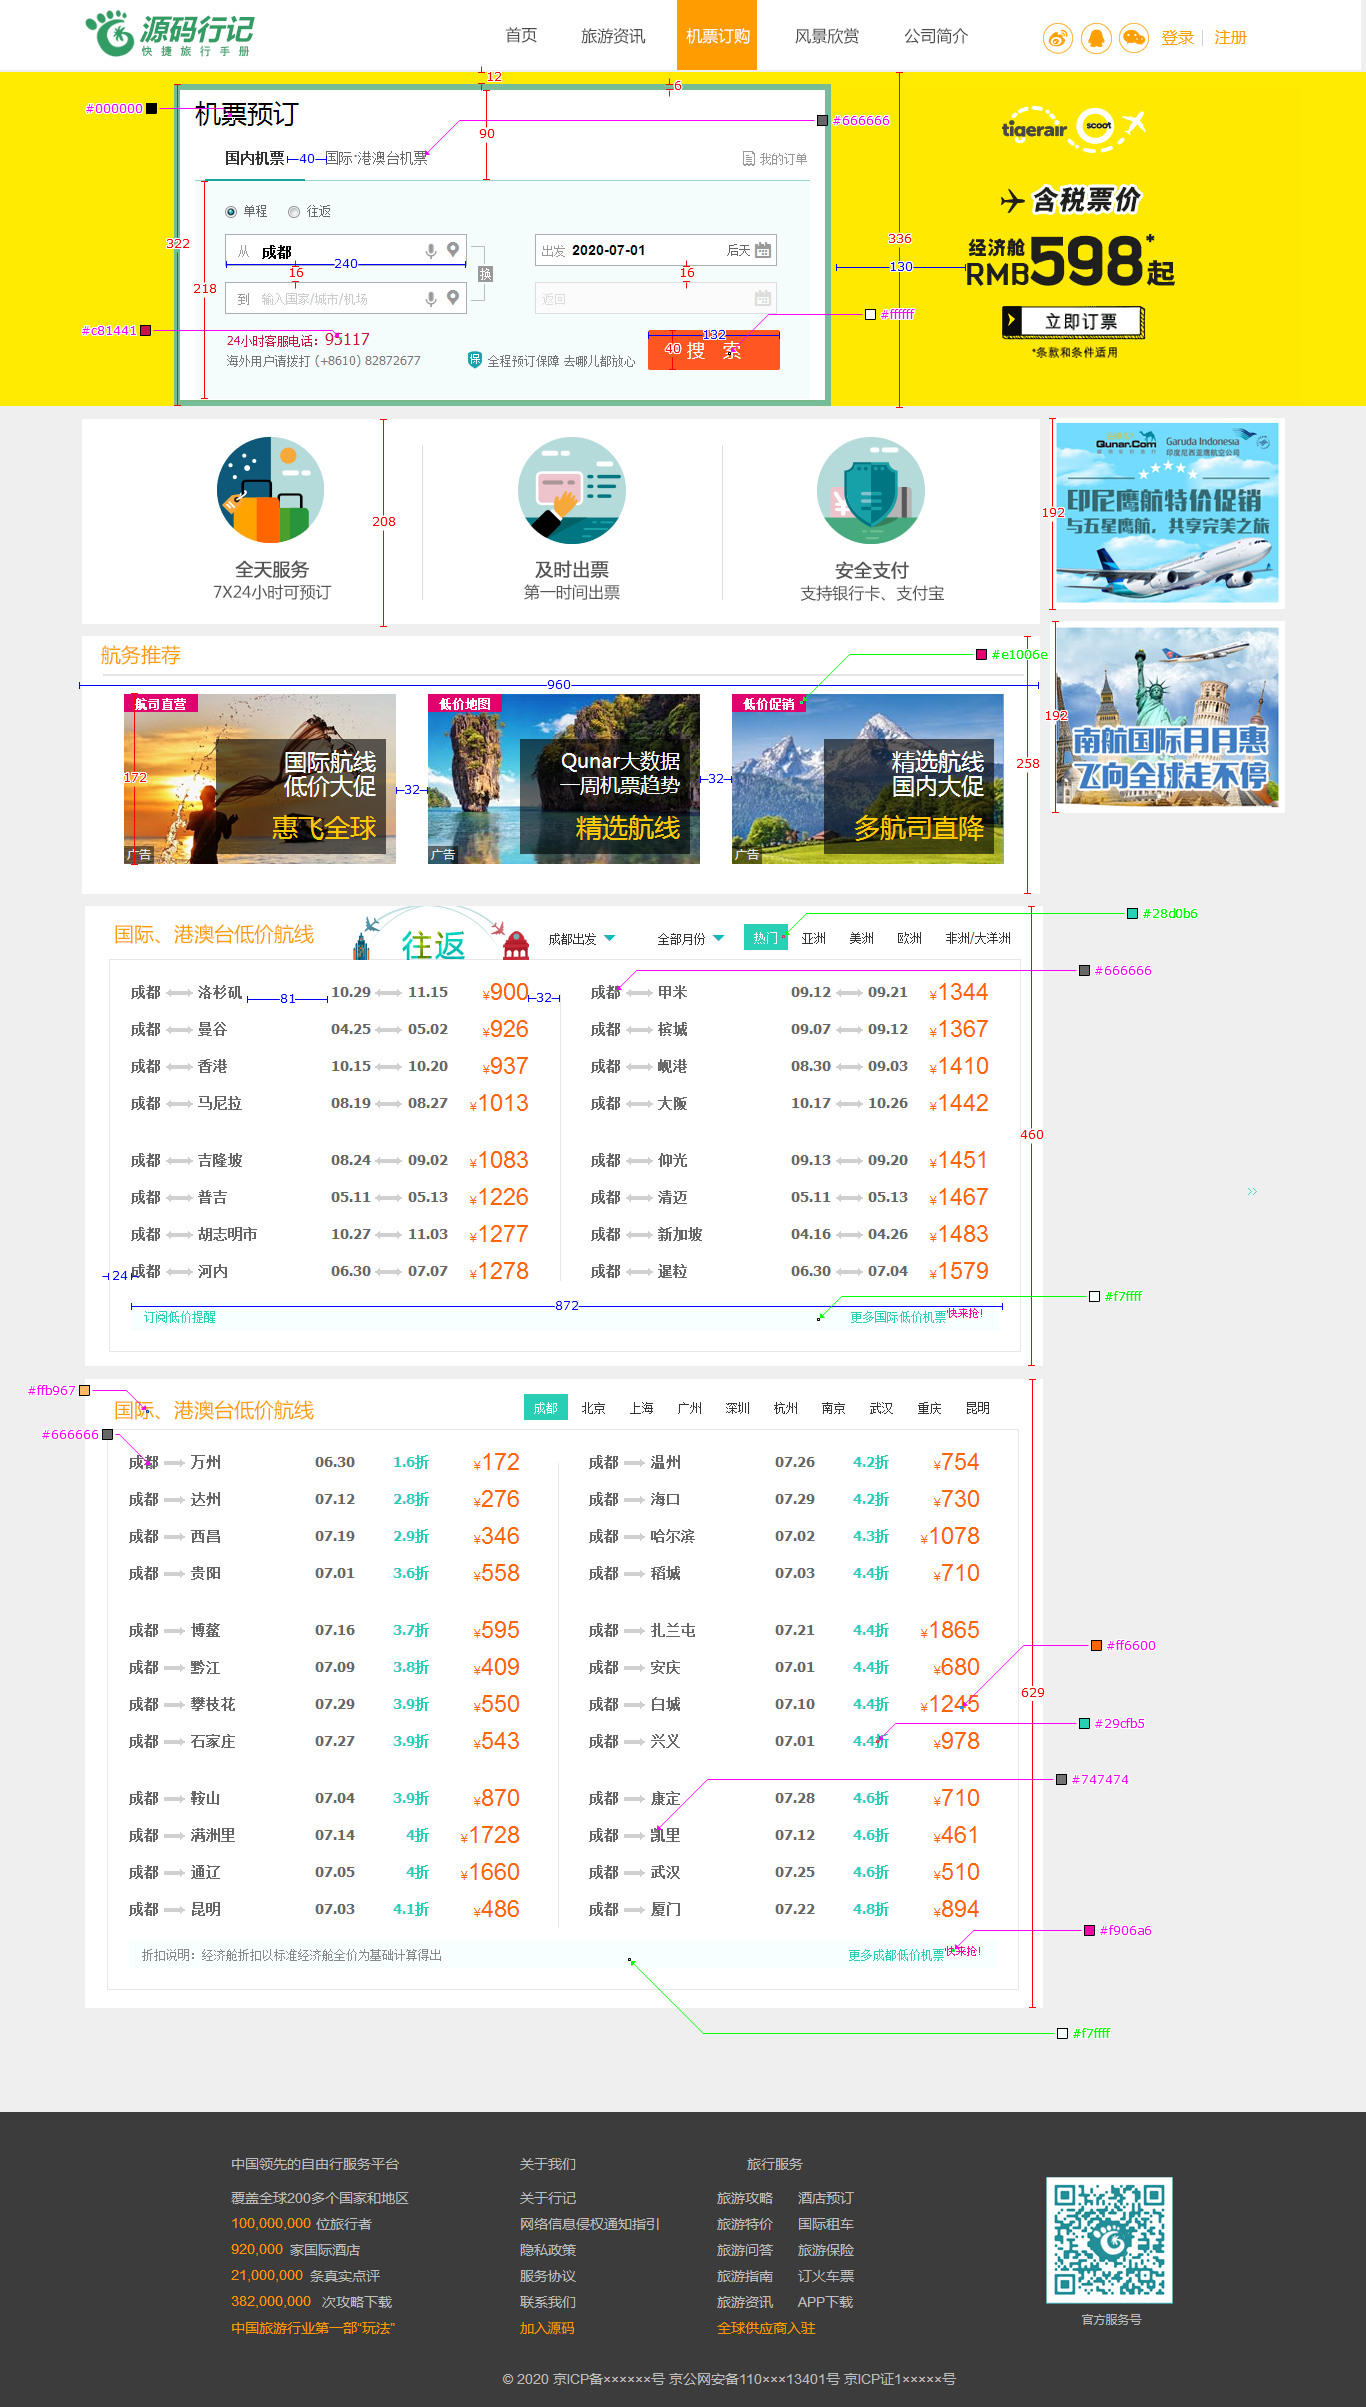 源码行记
快捷旅行手册
首页 旅游资讯 机票订购 风景欣赏 公司简介
登录 | 注册
12
6
#000000
机票预订
#666666
90
国内机票 40 国际·港澳台机票
我的订单
单程 往返
322
218
336
130
从 成都
240
16
换
出发 2020-07-01 后天
16
到 输入国家/城市/机场
返回
#ffffff
#c81441
24小时客服电话：95117
海外用户请拨打 (+8610) 82872677
保 全程预订保障 去哪儿都放心
132
40 搜 索
tigerair scoot
含税票价
经济舱
RMB598*起
立即订票
*条款和条件适用
208
全天服务
7X24小时可预订
及时出票
第一时间出票
安全支付
支持银行卡、支付宝
192
Qunar.Com Garuda Indonesia
印度尼西亚鹰航空公司
印尼鹰航特价促销
与五星鹰航，共享完美之旅
192
南航国际月月惠
飞向全球走不停
航务推荐
#e1006e
960
258
172
航司直营
国际航线
低价大促
惠飞全球
广告
32
低价地图
Qunar大数据
一周机票趋势
精选航线
广告
32
低价促销
精选航线
国内大促
多航司直降
广告
国际、港澳台低价航线
往返
成都出发 全部月份 热门 亚洲 美洲 欧洲 非洲/大洋洲
#28d0b6
#666666
成都 洛杉矶 81 10.29 11.15 ¥900 32 成都 甲米 09.12 09.21 ¥1344
成都 曼谷 04.25 05.02 ¥926 成都 槟城 09.07 09.12 ¥1367
成都 香港 10.15 10.20 ¥937 成都 岘港 08.30 09.03 ¥1410
成都 马尼拉 08.19 08.27 ¥1013 成都 大阪 10.17 10.26 ¥1442
460
成都 吉隆坡 08.24 09.02 ¥1083 成都 仰光 09.13 09.20 ¥1451
成都 普吉 05.11 05.13 ¥1226 成都 清迈 05.11 05.13 ¥1467
成都 胡志明市 10.27 11.03 ¥1277 成都 新加坡 04.16 04.26 ¥1483
24 成都 河内 06.30 07.07 ¥1278 成都 暹粒 06.30 07.04 ¥1579
872
#f7ffff
订阅低价提醒 更多国际低价机票 快来抢!
#ffb967
国际、港澳台低价航线
成都 北京 上海 广州 深圳 杭州 南京 武汉 重庆 昆明
#666666
成都 万州 06.30 1.6折 ¥172 成都 温州 07.26 4.2折 ¥754
成都 达州 07.12 2.8折 ¥276 成都 海口 07.29 4.2折 ¥730
成都 西昌 07.19 2.9折 ¥346 成都 哈尔滨 07.02 4.3折 ¥1078
成都 贵阳 07.01 3.6折 ¥558 成都 稻城 07.03 4.4折 ¥710
成都 博鳌 07.16 3.7折 ¥595 成都 扎兰屯 07.21 4.4折 ¥1865
#ff6600
成都 黔江 07.09 3.8折 ¥409 成都 安庆 07.01 4.4折 ¥680
629
成都 攀枝花 07.29 3.9折 ¥550 成都 白城 07.10 4.4折 ¥1245
#29cfb5
成都 石家庄 07.27 3.9折 ¥543 成都 兴义 07.01 4.4折 ¥978
#747474
成都 鞍山 07.04 3.9折 ¥870 成都 康定 07.28 4.6折 ¥710
成都 满洲里 07.14 4折 ¥1728 成都 凯里 07.12 4.6折 ¥461
成都 通辽 07.05 4折 ¥1660 成都 武汉 07.25 4.6折 ¥510
成都 昆明 07.03 4.1折 ¥486 成都 厦门 07.22 4.8折 ¥894
#f906a6
折扣说明：经济舱折扣以标准经济舱全价为基础计算得出 更多成都低价机票 快来抢!
#f7ffff
中国领先的自由行服务平台
覆盖全球200多个国家和地区
100,000,000 位旅行者
920,000 家国际酒店
21,000,000 条真实点评
382,000,000 次攻略下载
中国旅游行业第一部“玩法”
关于我们
关于行记
网络信息侵权通知指引
隐私政策
服务协议
联系我们
加入源码
旅行服务
旅游攻略 酒店预订
旅游特价 国际租车
旅游问答 旅游保险
旅游指南 订火车票
旅游资讯 APP下载
全球供应商入驻
官方服务号
© 2020 京ICP备××××××号 京公网安备110×××13401号 京ICP证1×××××号